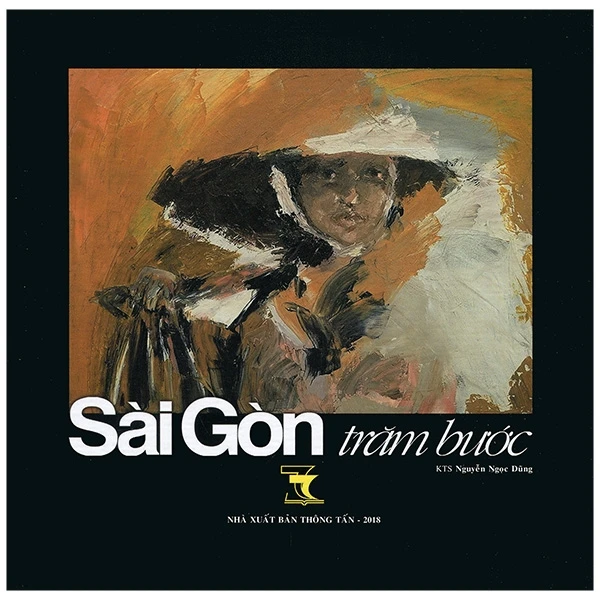 Sài Gòn trăm bước
KTS Nguyễn Ngọc Dũng
NHÀ XUẤT BẢN THÔNG TẤN - 2018